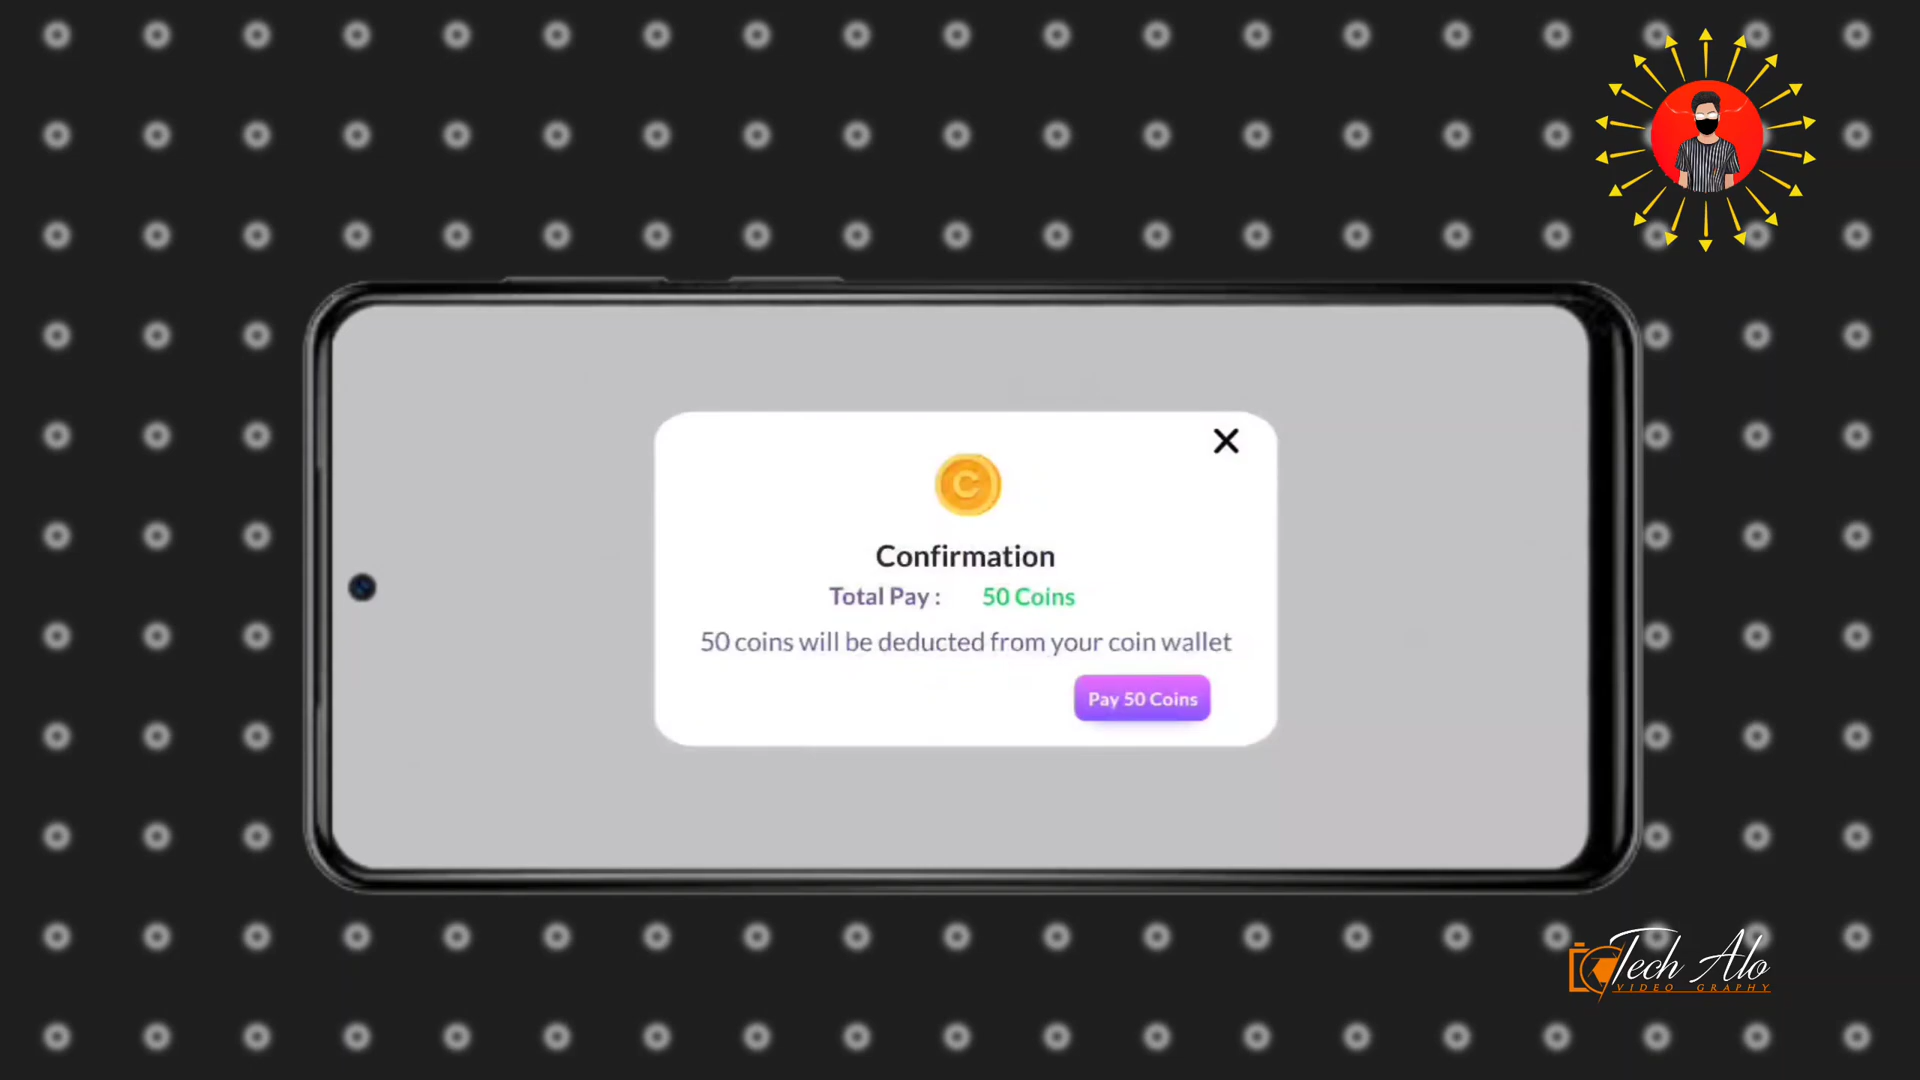 C
Confirmation
Total Pay : 50 Coins
50 coins will be deducted from your coin wallet
Pay 50 Coins
Tech Alo
VIDEO GRAPHY